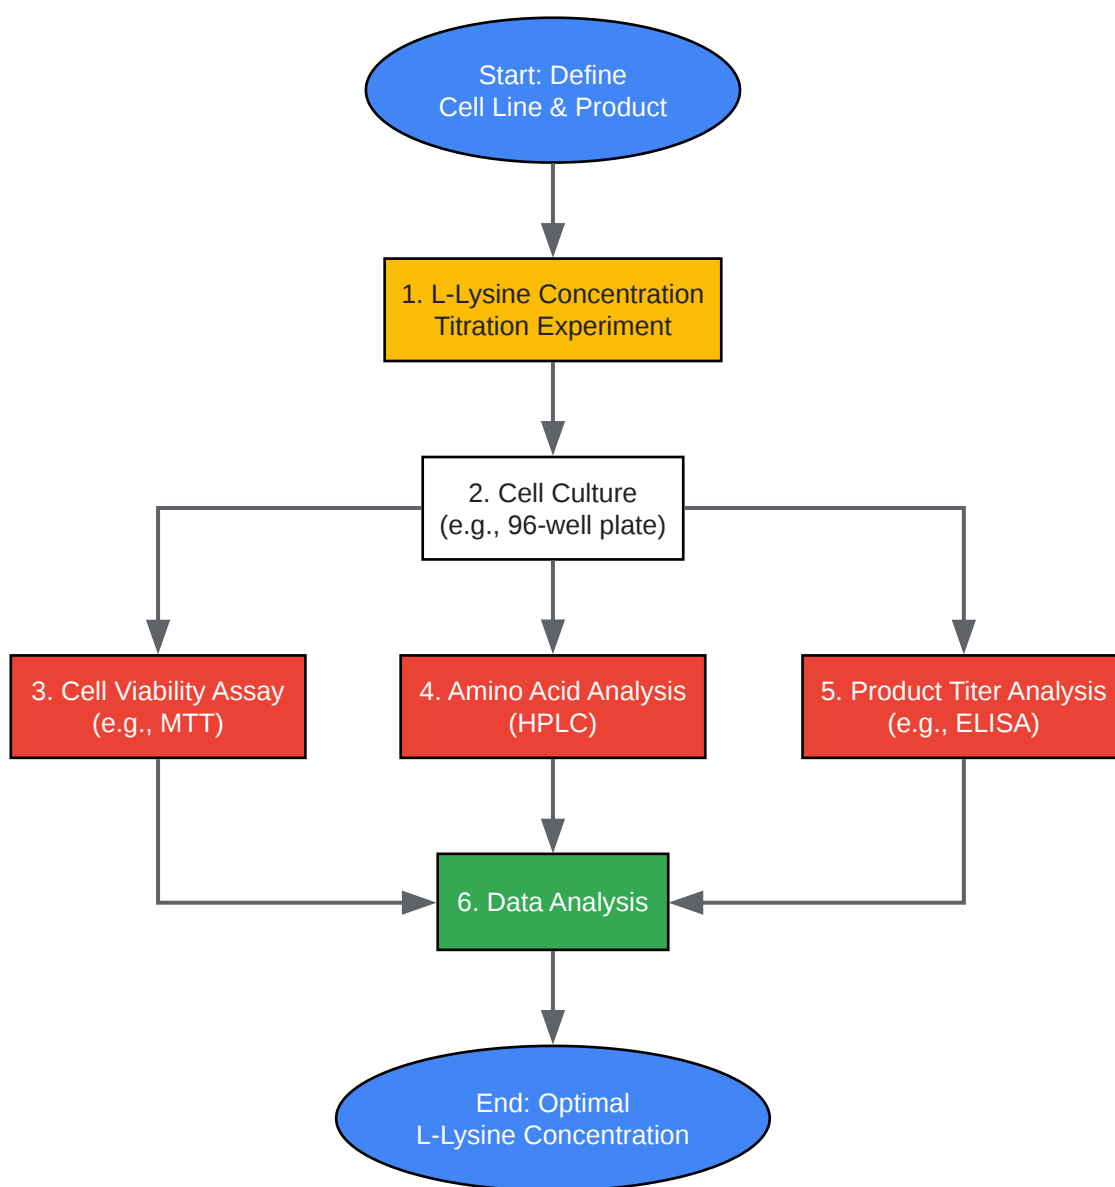 Start: Define
Cell Line & Product
1. L-Lysine Concentration
Titration Experiment
2. Cell Culture
(e.g., 96-well plate)
3. Cell Viability Assay
(e.g., MTT)
4. Amino Acid Analysis
(HPLC)
5. Product Titer Analysis
(e.g., ELISA)
6. Data Analysis
End: Optimal
L-Lysine Concentration